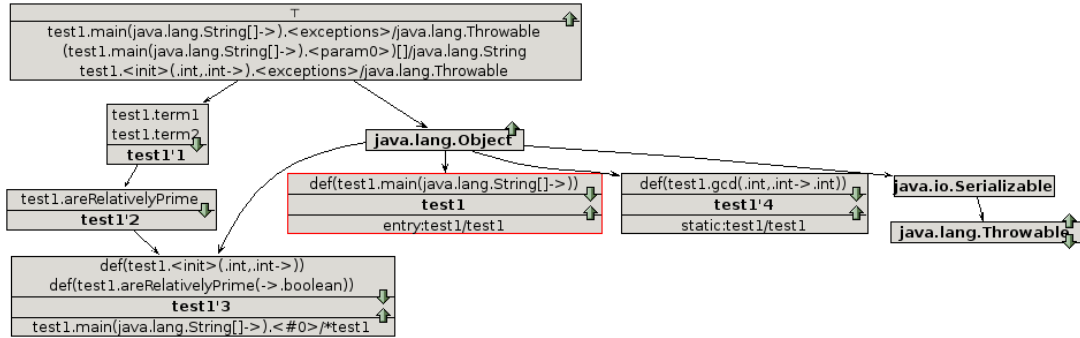 ⊤
test1.main(java.lang.String[]->).<exceptions>/java.lang.Throwable
(test1.main(java.lang.String[]->).<param0>)[]/java.lang.String
test1.<init>(.int,.int->).<exceptions>/java.lang.Throwable
test1.term1
test1.term2
test1'1
java.lang.Object
test1.areRelativelyPrime
test1'2
def(test1.main(java.lang.String[]->))
test1
entry:test1/test1
def(test1.gcd(.int,.int->.int))
test1'4
static:test1/test1
java.io.Serializable
java.lang.Throwable
def(test1.<init>(.int,.int->))
def(test1.areRelativelyPrime(->.boolean))
test1'3
test1.main(java.lang.String[]->).<#0>/*test1